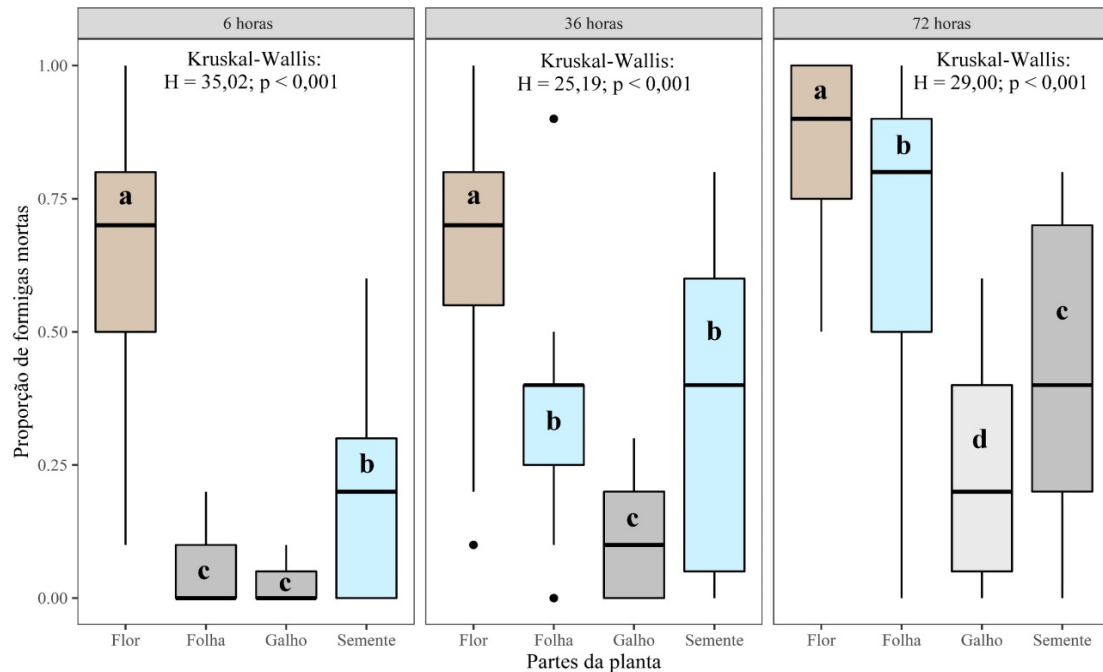 6 horas
36 horas
72 horas
Kruskal-Wallis:
H = 35,02; p < 0,001
Kruskal-Wallis:
H = 25,19; p < 0,001
Kruskal-Wallis:
H = 29,00; p < 0,001
Proporção de formigas mortas
1.00
0.75
0.50
0.25
0.00
a
c
c
b
a
b
c
b
a
b
d
c
Flor
Folha
Galho
Semente
Flor
Folha
Galho
Semente
Flor
Folha
Galho
Semente
Partes da planta